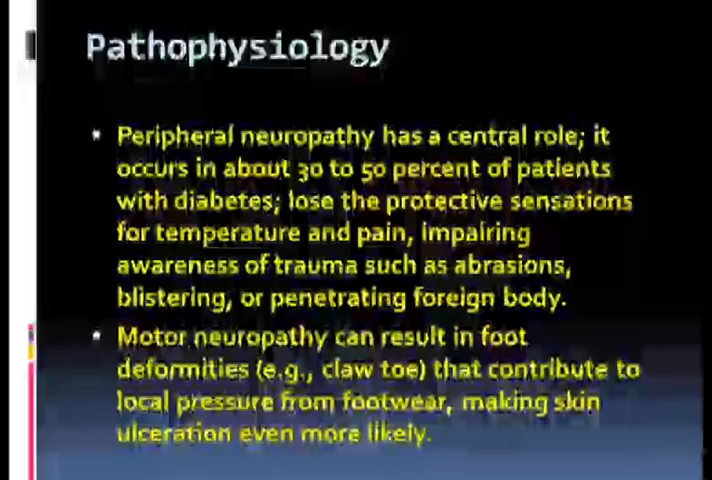 Pathophysiology
▪ Peripheral neuropathy has a central role; it
occurs in about 30 to 50 percent of patients
with diabetes; lose the protective sensations
for temperature and pain, impairing
awareness of trauma such as abrasions,
blistering, or penetrating foreign body.
▪ Motor neuropathy can result in foot
deformities (e.g., claw toe) that contribute to
local pressure from footwear, making skin
ulceration even more likely.